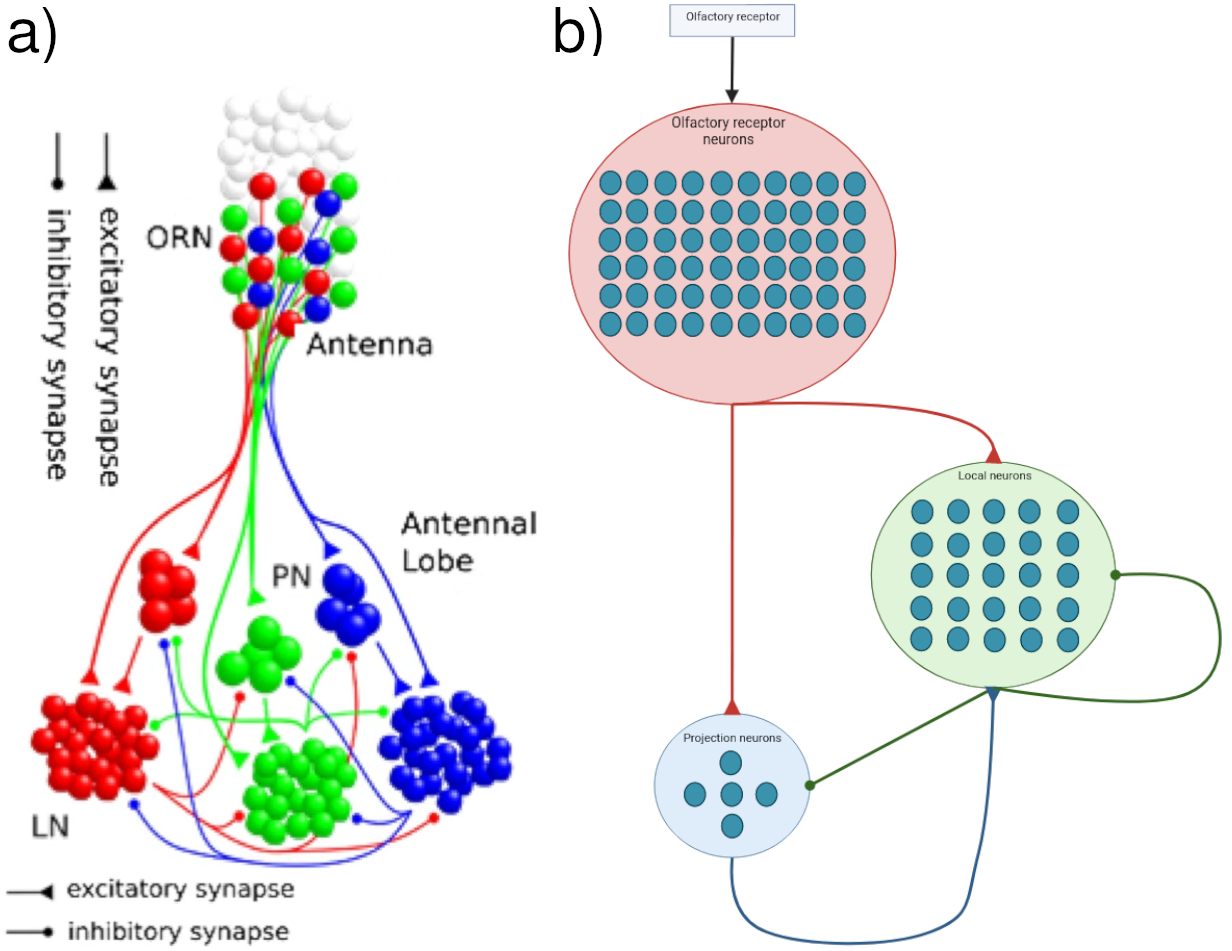 a)
inhibitory synapse
excitatory synapse
ORN
Antenna
Antennal
Lobe
PN
LN
excitatory synapse
inhibitory synapse
b)
Olfactory receptor
Olfactory receptor
neurons
Local neurons
Projection neurons